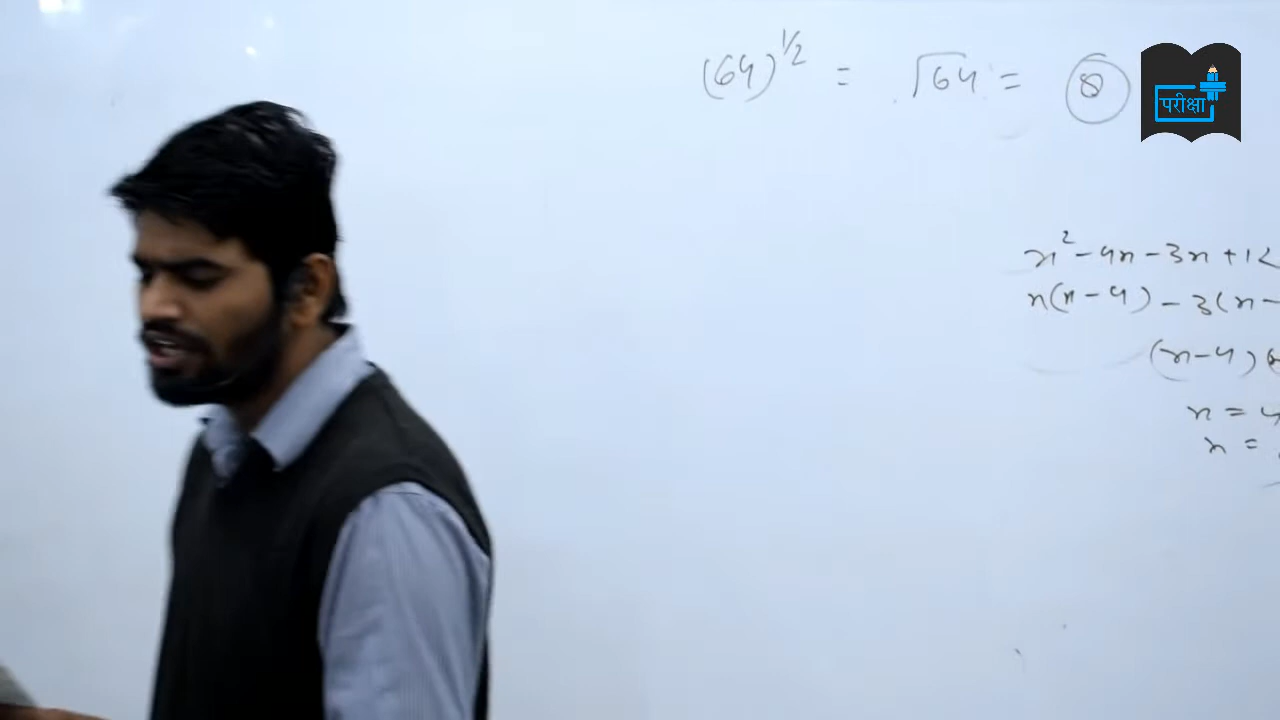 (64)^1/2 = √64 = 8
परीक्षा
x² - 4x - 3x + 12
x(x - 4) - 3(x -
(x - 4)(
x = 4
x =